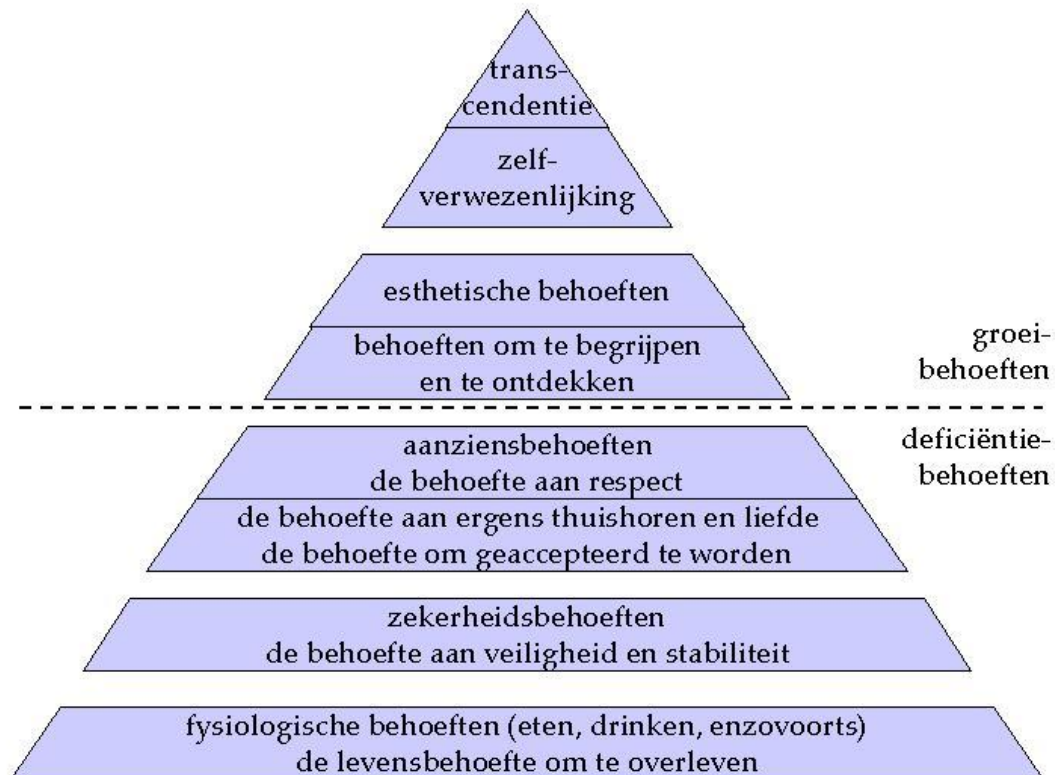 trans-
cendentie
zelf-
verwezenlijking
esthetische behoeften
behoeften om te begrijpen
en te ontdekken
groei-
behoeften
deficiëntie-
behoeften
aanziensbehoeften
de behoefte aan respect
de behoefte aan ergens thuishoren en liefde
de behoefte om geaccepteerd te worden
zekerheidsbehoeften
de behoefte aan veiligheid en stabiliteit
fysiologische behoeften (eten, drinken, enzovoorts)
de levensbehoefte om te overleven